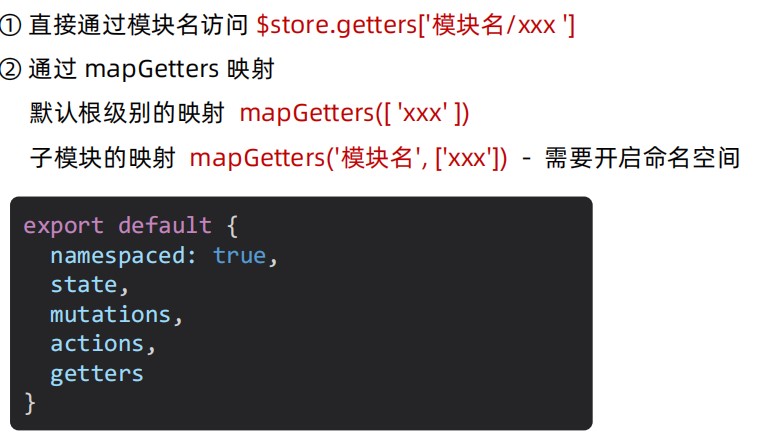 ① 直接通过模块名访问 $store.getters['模块名/xxx ']
② 通过 mapGetters 映射
默认根级别的映射 mapGetters([ 'xxx' ])
子模块的映射 mapGetters('模块名', ['xxx']) - 需要开启命名空间
export default {
  namespaced: true,
  state,
  mutations,
  actions,
  getters
}